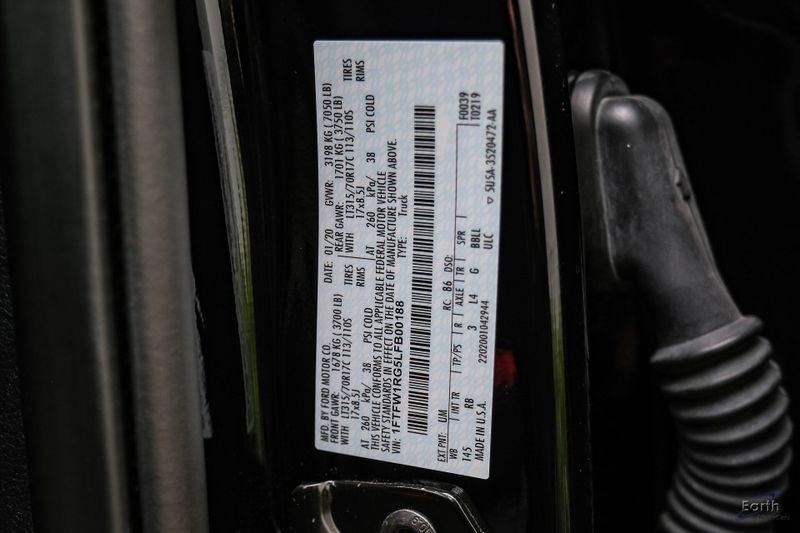 MFD. BY FORD MOTOR CO.
DATE: 01/20
GVWR: 3198 KG (7050 LB)
FRONT GAWR: 1678 KG (3700 LB)
REAR GAWR: 1701 KG (3750 LB)
WITH LT315/70R17C 113/110S TIRES
WITH LT315/70R17C 113/110S TIRES
17x8.5J RIMS
17x8.5J RIMS
AT 260 kPa/ 38 PSI COLD
AT 260 kPa/ 38 PSI COLD
THIS VEHICLE CONFORMS TO ALL APPLICABLE FEDERAL MOTOR VEHICLE
SAFETY STANDARDS IN EFFECT ON THE DATE OF MANUFACTURE SHOWN ABOVE.
VIN: 1FTFW1RG5LFB00188
TYPE: Truck
EXT PNT: UM RC: 86 DSO: F0039
WB INT TR TP/PS R AXLE TR SPR T0219
145 RB 3 L4 G BBLL
MADE IN U.S.A. 2202001042944 ULC
▽ 5U5A-3520472-AA
Earth